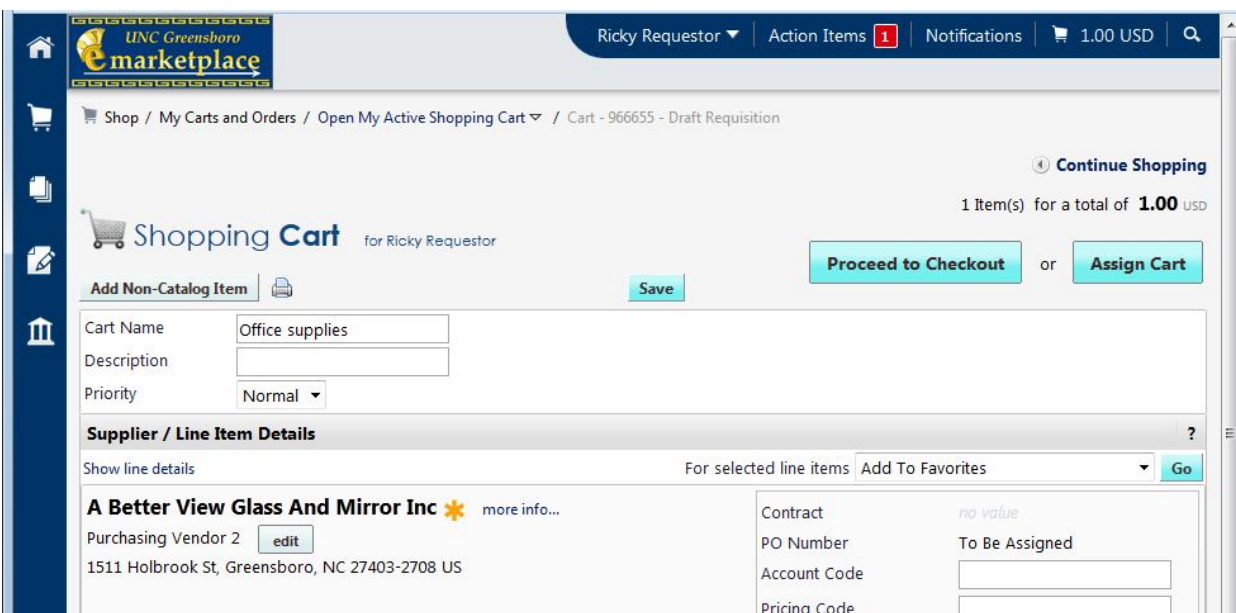 UNC Greensboro
emarketplace
Ricky Requestor Action Items 1 Notifications 1.00 USD
Shop / My Carts and Orders / Open My Active Shopping Cart / Cart - 966655 - Draft Requisition
Continue Shopping
1 Item(s) for a total of 1.00 USD
Shopping Cart for Ricky Requestor
Proceed to Checkout or Assign Cart
Add Non-Catalog Item Save
Cart Name Office supplies
Description
Priority Normal
Supplier / Line Item Details ?
Show line details For selected line items Add To Favorites Go
A Better View Glass And Mirror Inc more info...
Purchasing Vendor 2 edit
1511 Holbrook St, Greensboro, NC 27403-2708 US
Contract no value
PO Number To Be Assigned
Account Code
Pricing Code